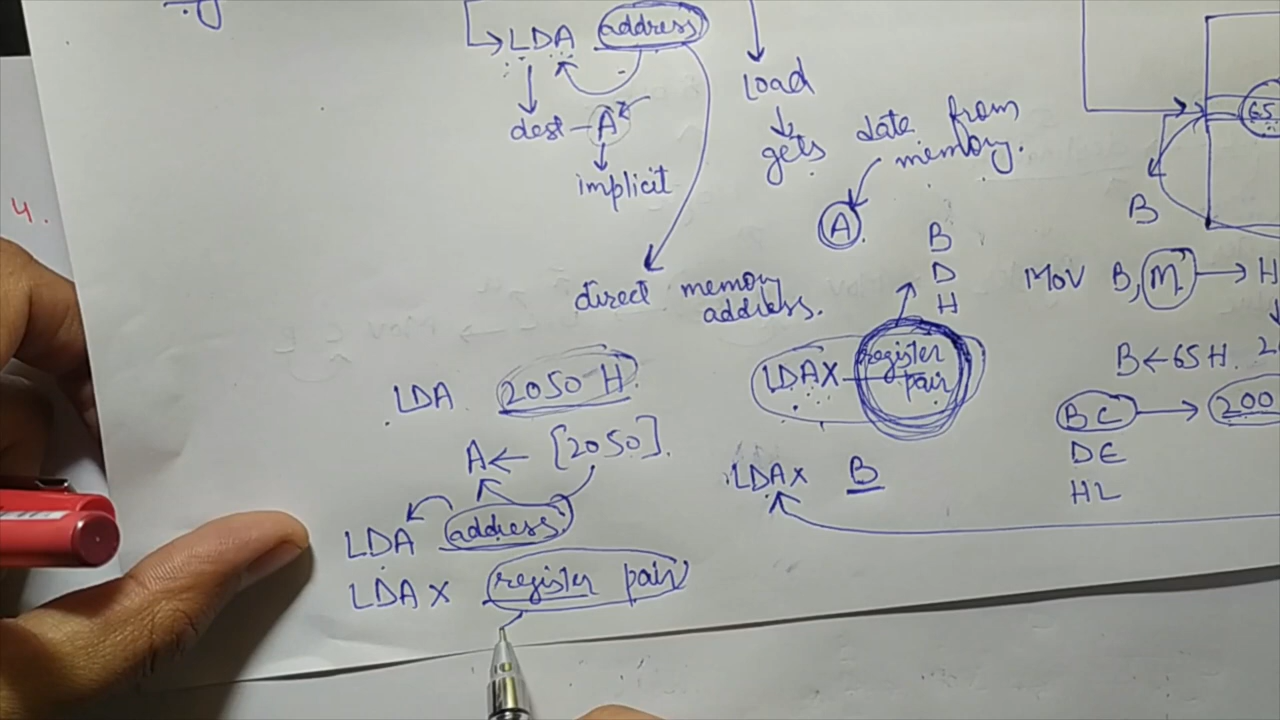 LDA address
dest - A
implicit
direct memory address.
load
gets data from memory.
A
B
D
H
LDAX register pair
LDAX B
LDA 2050 H
A ← [2050]
LDA address
LDAX register pair
4.
65
B
MOV B, M → H
B ← 65H.
BC → 200
DE
HL